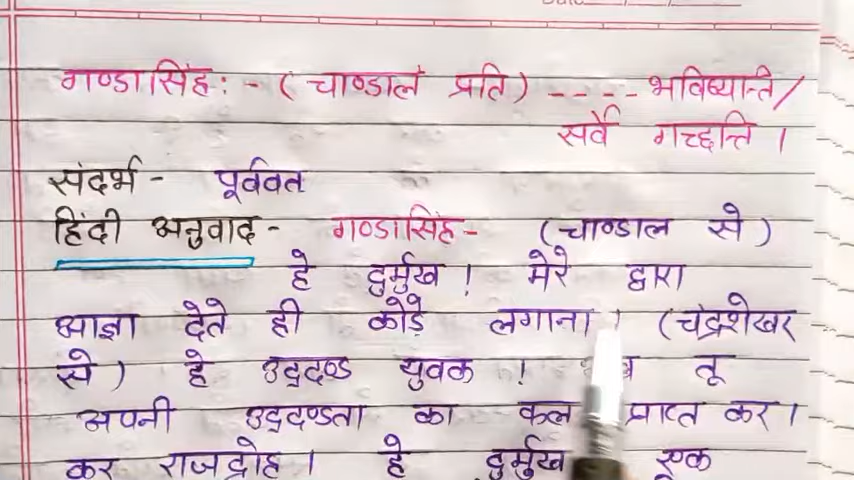 गण्डासिंह: - ( चाण्डालं प्रति ) - - - - भविष्यान्ति /
सर्वे गच्छन्ति ।
संदर्भ - पूर्ववत
हिंदी अनुवाद - गण्डासिंह - (चाण्डाल से )
हे दुर्मुख ! मेरे द्वारा
आज्ञा देते ही कोड़े लगाना । (चंद्रशेखर
से ) हे उद्दण्ड युवक ! तू
अपनी उद्दण्डता का फल प्राप्त कर ।
कर राजद्रोह । हे दुर्मुख एक